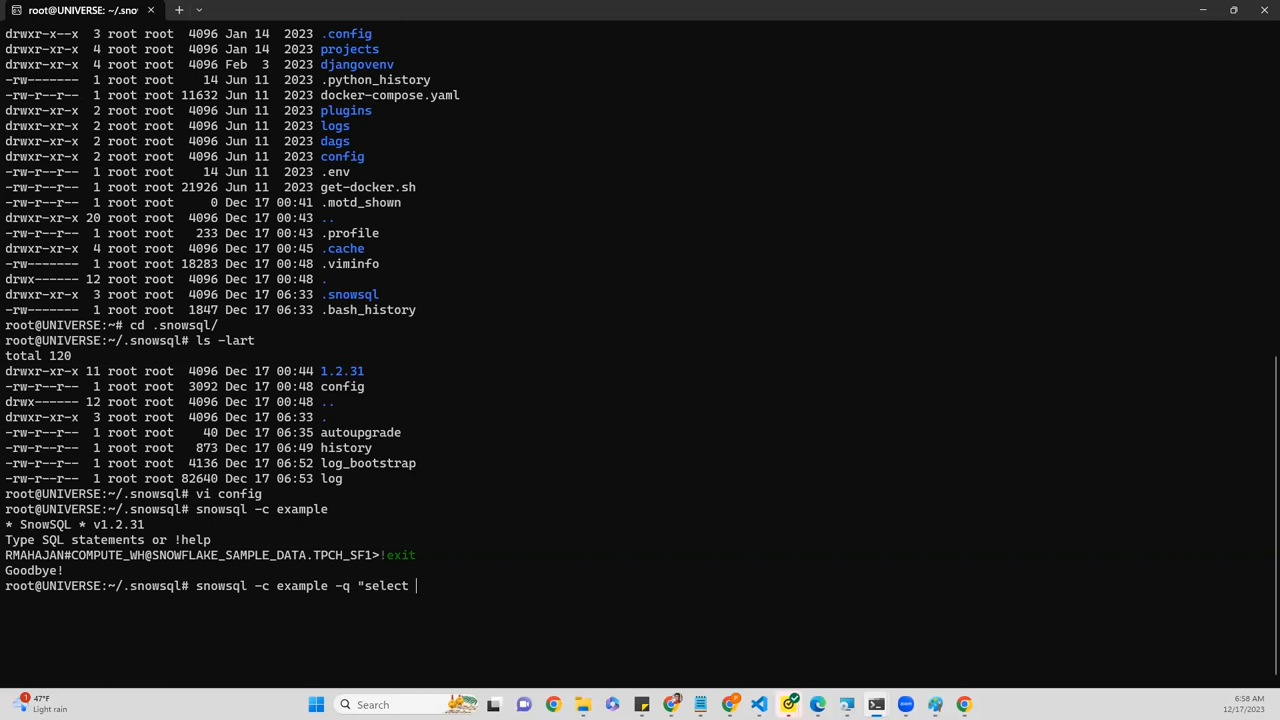 root@UNIVERSE: ~/.sno
drwxr-x--x  3 root root  4096 Jan 14  2023 .config
drwxr-xr-x  4 root root  4096 Jan 14  2023 projects
drwxr-xr-x  4 root root  4096 Feb  3  2023 djangovenv
-rw-------  1 root root    14 Jun 11  2023 .python_history
-rw-r--r--  1 root root 11632 Jun 11  2023 docker-compose.yaml
drwxr-xr-x  2 root root  4096 Jun 11  2023 plugins
drwxr-xr-x  2 root root  4096 Jun 11  2023 logs
drwxr-xr-x  2 root root  4096 Jun 11  2023 dags
drwxr-xr-x  2 root root  4096 Jun 11  2023 config
-rw-r--r--  1 root root    14 Jun 11  2023 .env
-rw-r--r--  1 root root 21926 Jun 11  2023 get-docker.sh
-rw-r--r--  1 root root     0 Dec 17 00:41 .motd_shown
drwxr-xr-x 20 root root  4096 Dec 17 00:43 ..
-rw-r--r--  1 root root   233 Dec 17 00:43 .profile
drwxr-xr-x  4 root root  4096 Dec 17 00:45 .cache
-rw-r--r--  1 root root 18283 Dec 17 00:48 .viminfo
drwx------ 12 root root  4096 Dec 17 00:48 .
drwxr-xr-x  3 root root  4096 Dec 17 06:33 .snowsql
-rw-------  1 root root  1847 Dec 17 06:33 .bash_history
root@UNIVERSE:~# cd .snowsql/
root@UNIVERSE:~/.snowsql# ls -lart
total 120
drwxr-xr-x 11 root root  4096 Dec 17 00:44 1.2.31
-rw-r--r--  1 root root  3092 Dec 17 00:48 config
drwx------ 12 root root  4096 Dec 17 00:48 ..
drwxr-xr-x  3 root root  4096 Dec 17 06:33 .
-rw-r--r--  1 root root    40 Dec 17 06:35 autoupgrade
-rw-r--r--  1 root root   873 Dec 17 06:49 history
-rw-r--r--  1 root root  4136 Dec 17 06:52 log_bootstrap
-rw-r--r--  1 root root 82640 Dec 17 06:53 log
root@UNIVERSE:~/.snowsql# vi config
root@UNIVERSE:~/.snowsql# snowsql -c example
* SnowSQL * v1.2.31
Type SQL statements or !help
RMAHAJAN#COMPUTE_WH@SNOWFLAKE_SAMPLE_DATA.TPCH_SF1>!exit
Goodbye!
root@UNIVERSE:~/.snowsql# snowsql -c example -q "select
1
47°F
Light rain
Search
6:58 AM
12/17/2023